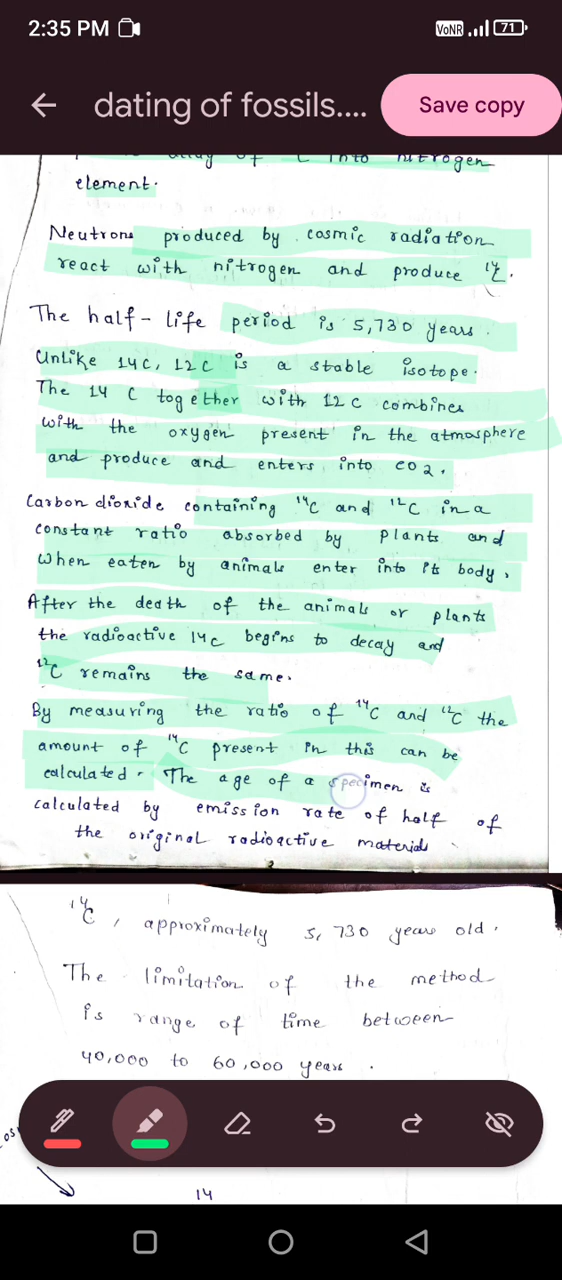 2:35 PM
VoNR 71
dating of fossils....
Save copy
of C into nitrogen
element.
Neutrons produced by cosmic radiation
react with nitrogen and produce 14C.
The half-life period is 5,730 years.
Unlike 14C, 12C is a stable isotope.
The 14 C together with 12 C combines
with the oxygen present in the atmosphere
and produce and enters into CO2.
Carbon dioxide containing 14C and 12C in a
constant ratio absorbed by plants and
when eaten by animals enter into its body.
After the death of the animals or plants
the radioactive 14C begins to decay and
12C remains the same.
By measuring the ratio of 14C and 12C the
amount of 14C present in this can be
calculated. The age of a specimen is
calculated by emission rate of half of
the original radioactive materials
14C, approximately 5,730 years old.
The limitation of the method
is range of time between
40,000 to 60,000 years.
14